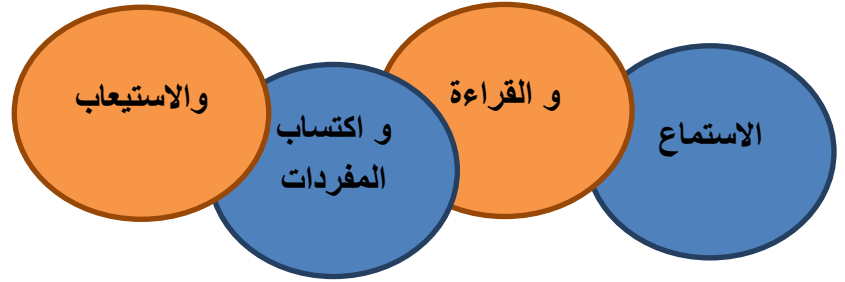 الاستماع
و القراءة
و اكتساب
المفردات
والاستيعاب